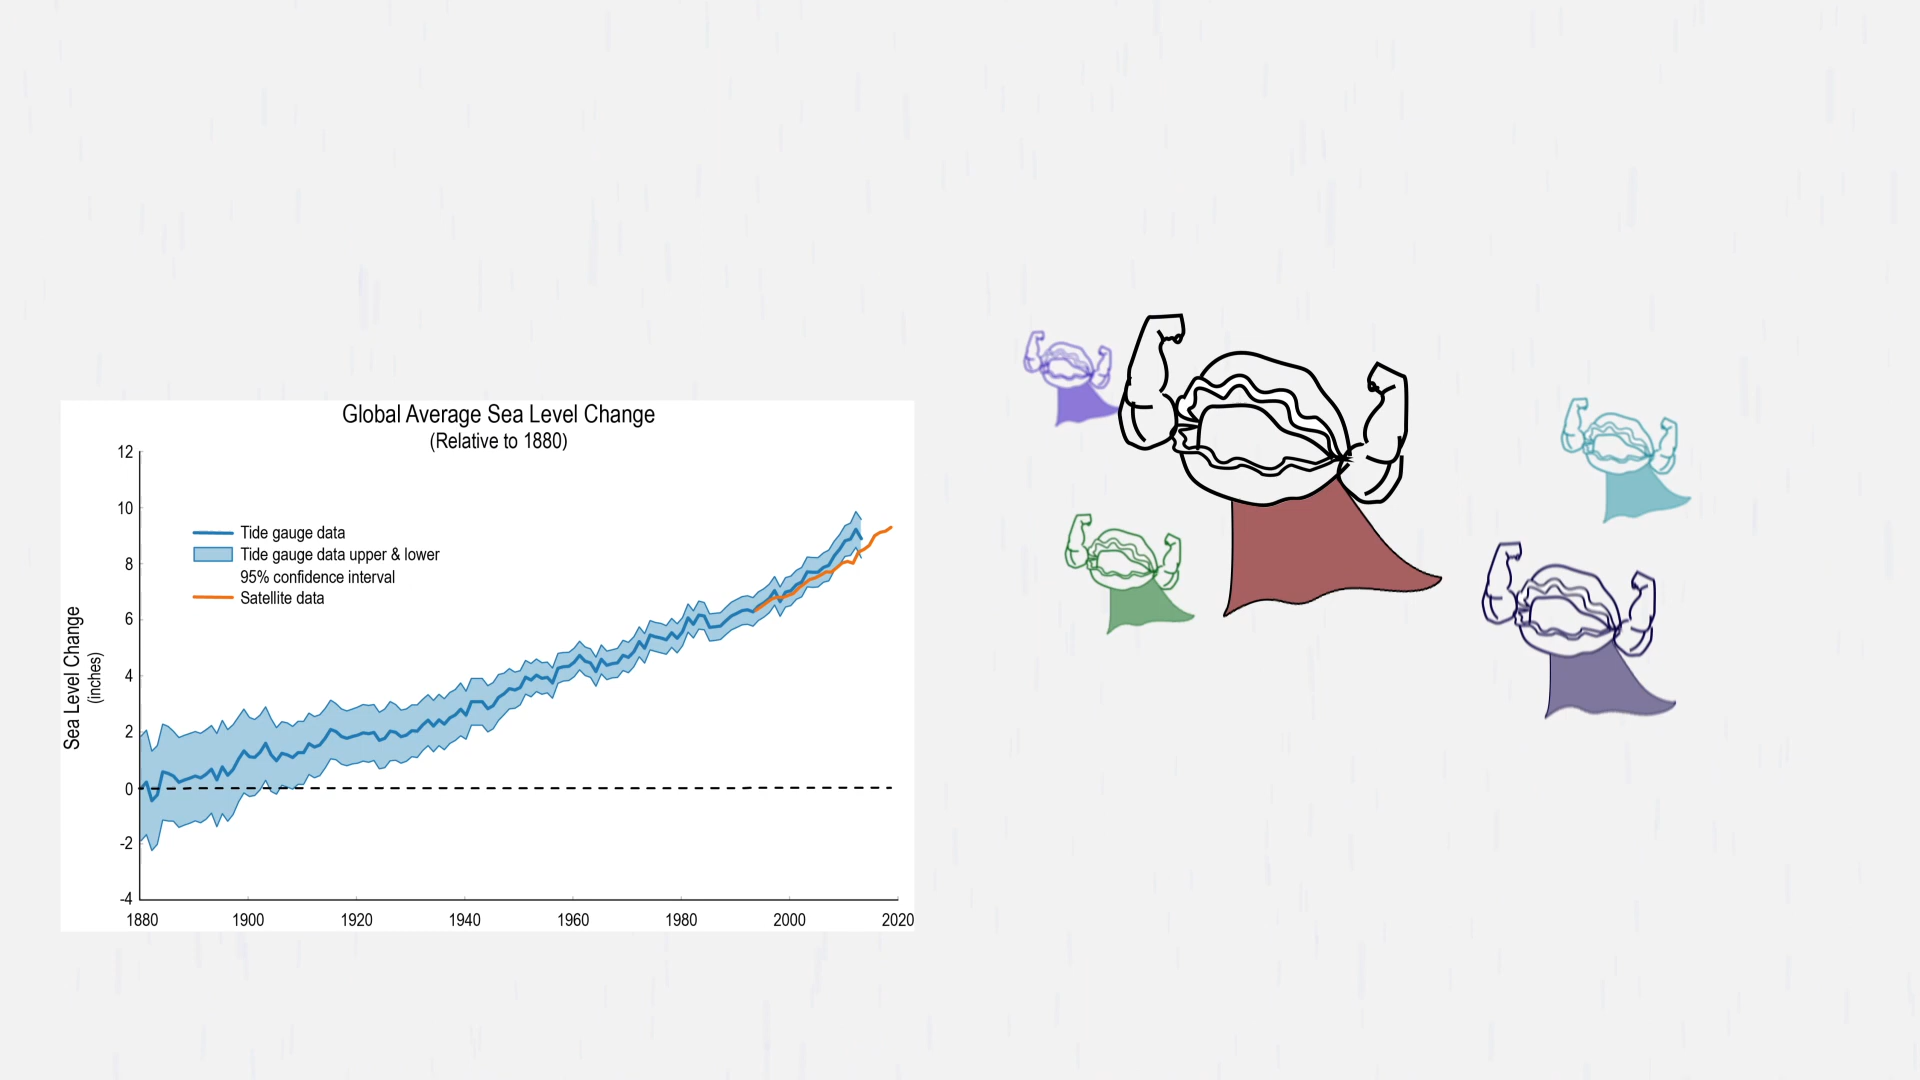 Global Average Sea Level Change
(Relative to 1880)
12
10
8
6
4
2
0
-2
-4
Sea Level Change
(inches)
Tide gauge data
Tide gauge data upper & lower
95% confidence interval
Satellite data
1880 1900 1920 1940 1960 1980 2000 2020